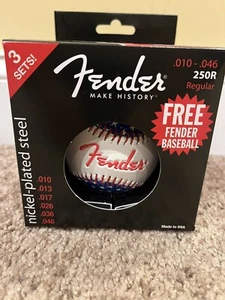 3 SETS!
Fender
MAKE HISTORY
.010 - .046
250R
Regular
FREE
FENDER
BASEBALL
Fender
nickel-plated steel
.010
.013
.017
.026
.036
.046
Made in USA